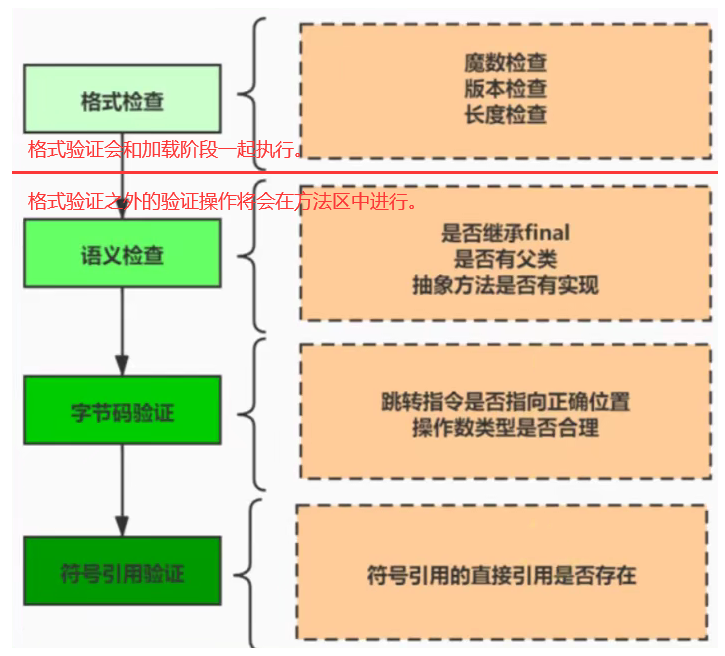 格式检查
魔数检查
版本检查
长度检查
格式验证会和加载阶段一起执行。
格式验证之外的验证操作将会在方法区中进行。
语义检查
是否继承final
是否有父类
抽象方法是否有实现
字节码验证
跳转指令是否指向正确位置
操作数类型是否合理
符号引用验证
符号引用的直接引用是否存在